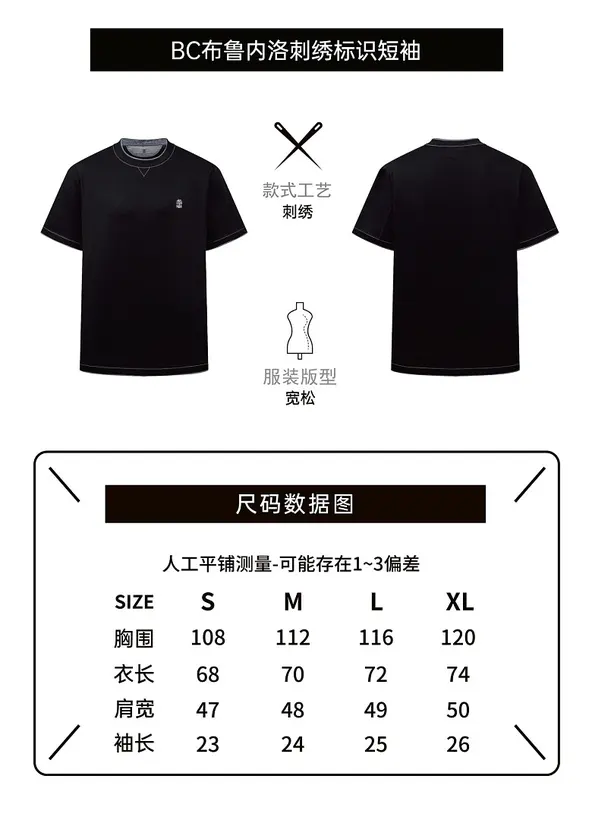 BC布鲁内洛刺绣标识短袖
款式工艺
刺绣
服装版型
宽松
尺码数据图
人工平铺测量-可能存在1~3偏差
SIZE S M L XL
胸围 108 112 116 120
衣长 68 70 72 74
肩宽 47 48 49 50
袖长 23 24 25 26